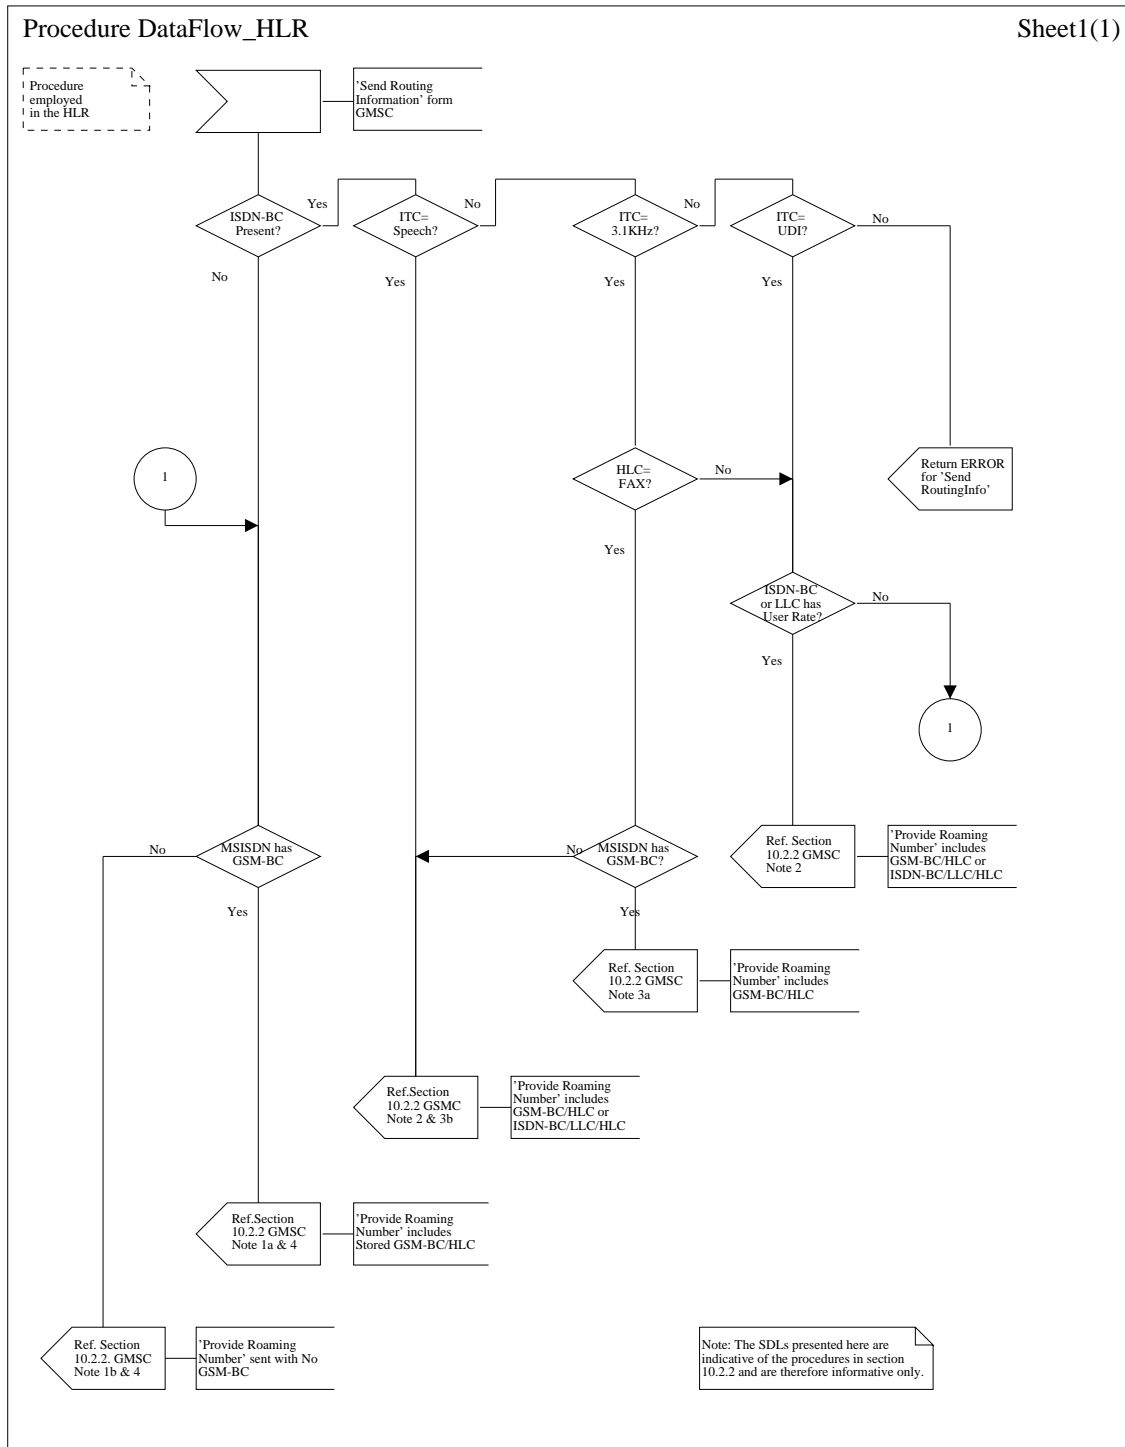 Procedure DataFlow_HLR
Sheet1(1)
Procedure
employed
in the HLR
'Send Routing
Information' form
GMSC
ISDN-BC
Present?
Yes
No
ITC=
Speech?
No
Yes
ITC=
3.1KHz?
No
Yes
ITC=
UDI?
No
Yes
1
HLC=
FAX?
No
Yes
Return ERROR
for 'Send
RoutingInfo'
ISDN-BC
or LLC has
User Rate?
No
Yes
1
No
MSISDN has
GSM-BC
Yes
No
MSISDN has
GSM-BC?
Yes
Ref. Section
10.2.2 GMSC
Note 2
'Provide Roaming
Number' includes
GSM-BC/HLC or
ISDN-BC/LLC/HLC
Ref. Section
10.2.2 GMSC
Note 3a
'Provide Roaming
Number' includes
GSM-BC/HLC
Ref.Section
10.2.2 GSMC
Note 2 & 3b
'Provide Roaming
Number' includes
GSM-BC/HLC or
ISDN-BC/LLC/HLC
Ref.Section
10.2.2 GMSC
Note 1a & 4
'Provide Roaming
Number' includes
Stored GSM-BC/HLC
Ref. Section
10.2.2. GMSC
Note 1b & 4
'Provide Roaming
Number' sent with No
GSM-BC
Note: The SDLs presented here are
indicative of the procedures in section
10.2.2 and are therefore informative only.